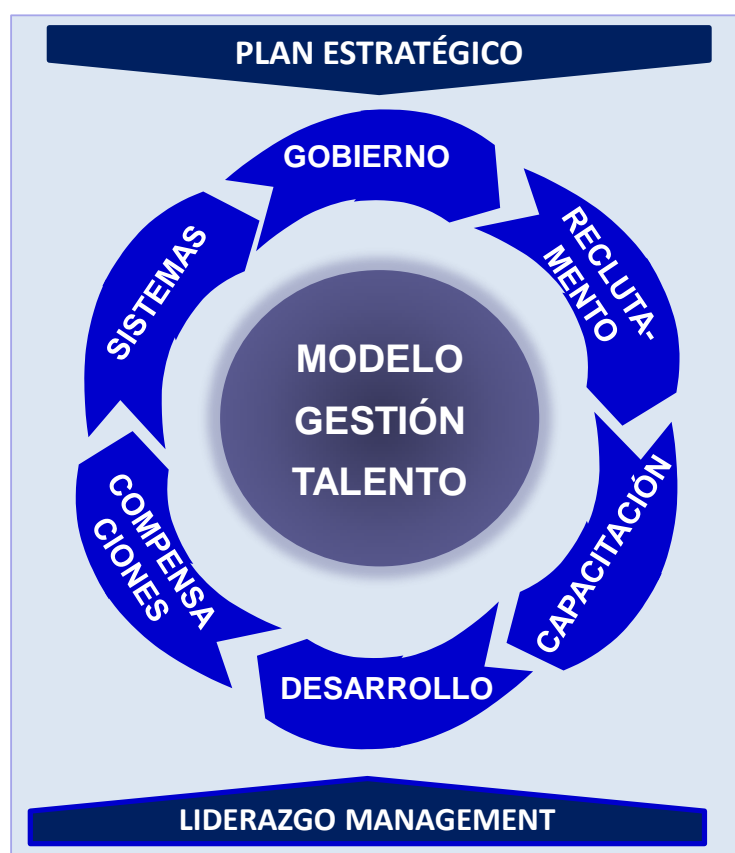 PLAN ESTRATÉGICO
GOBIERNO
RECLUTA-
MENTO
CAPACITACIÓN
DESARROLLO
COMPENSA
CIONES
SISTEMAS
MODELO
GESTIÓN
TALENTO
LIDERAZGO MANAGEMENT